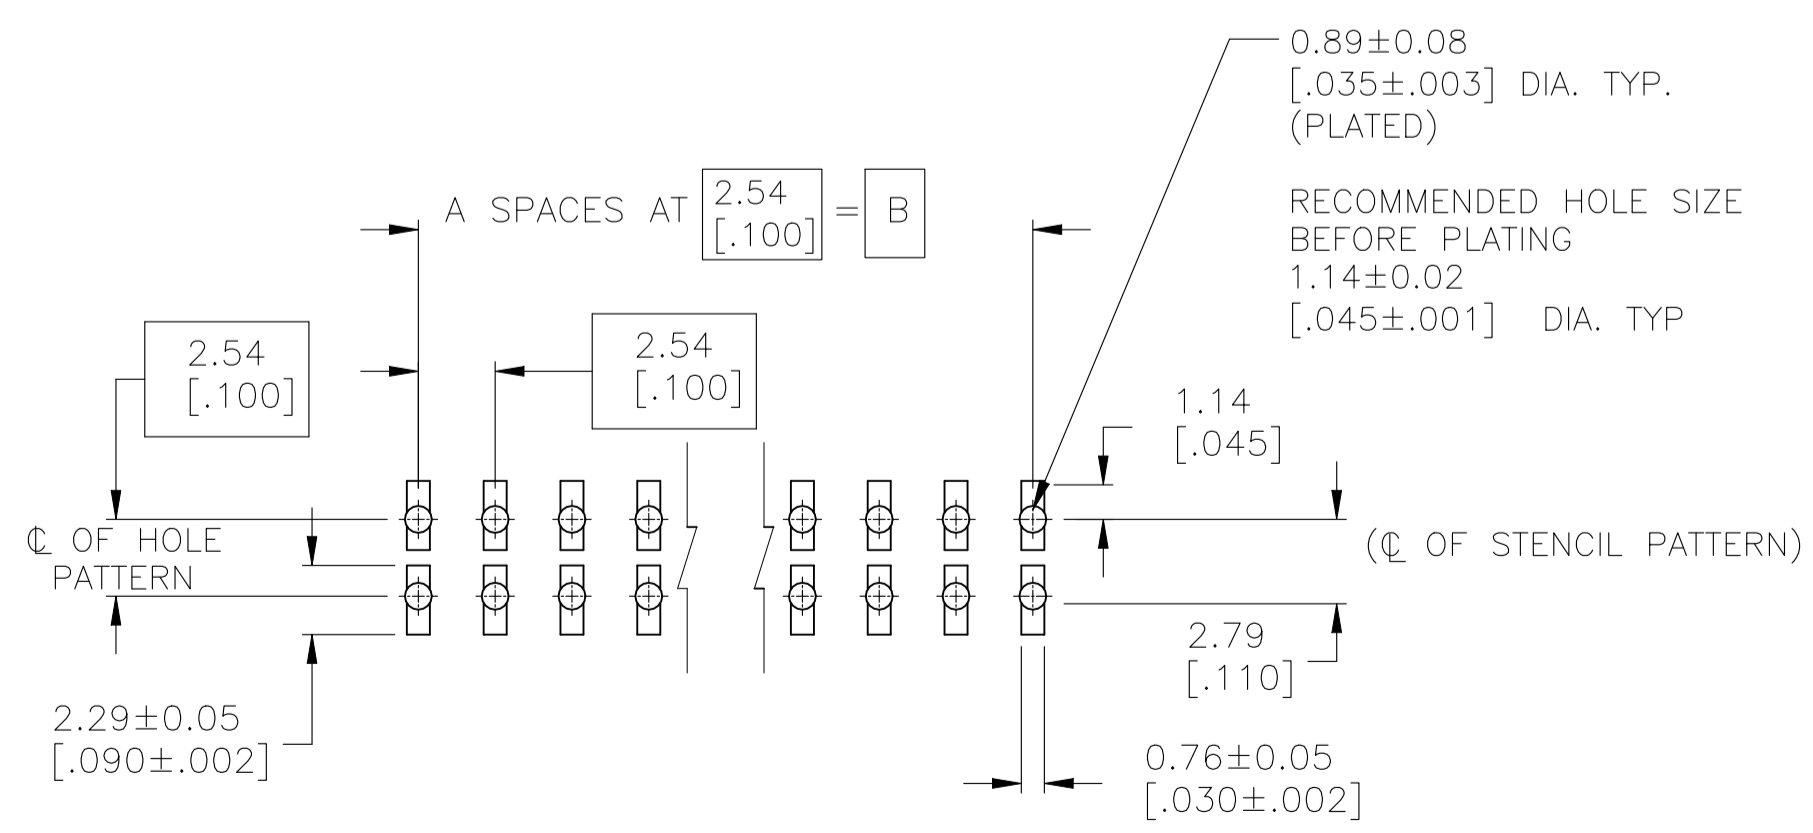 0.89±0.08
[.035±.003] DIA. TYP.
(PLATED)
RECOMMENDED HOLE SIZE
BEFORE PLATING
1.14±0.02
[.045±.001] DIA. TYP
A SPACES AT 2.54 [.100] = B
2.54
[.100]
2.54
[.100]
1.14
[.045]
℄ OF HOLE
PATTERN
(℄ OF STENCIL PATTERN)
2.79
[.110]
2.29±0.05
[.090±.002]
0.76±0.05
[.030±.002]